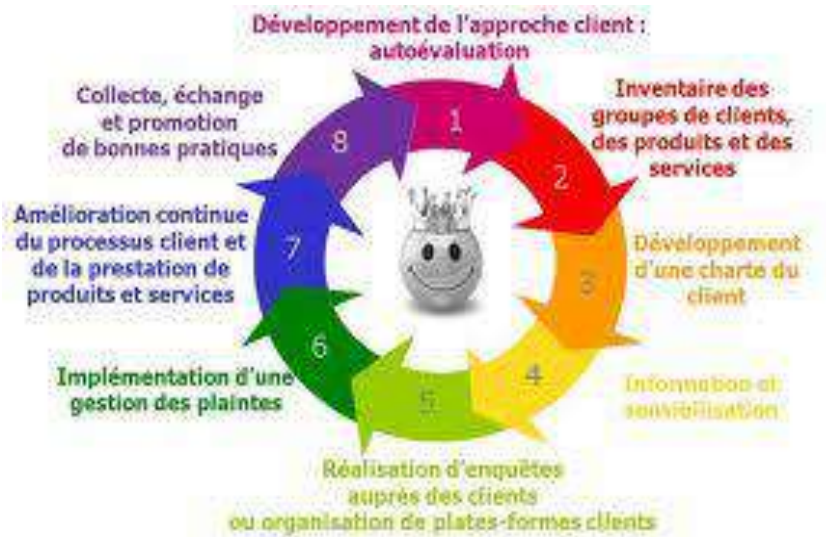 Développement de l'approche client :
autoévaluation
1
Inventaire des
groupes de clients,
des produits et des
services
2
Développement
d'une charte du
client
3
Information et
sensibilisation
4
Réalisation d'enquêtes
auprès des clients
ou organisation de plates-formes clients
5
Implémentation d'une
gestion des plaintes
6
Amélioration continue
du processus client et
de la prestation de
produits et services
7
Collecte, échange
et promotion
de bonnes pratiques
8